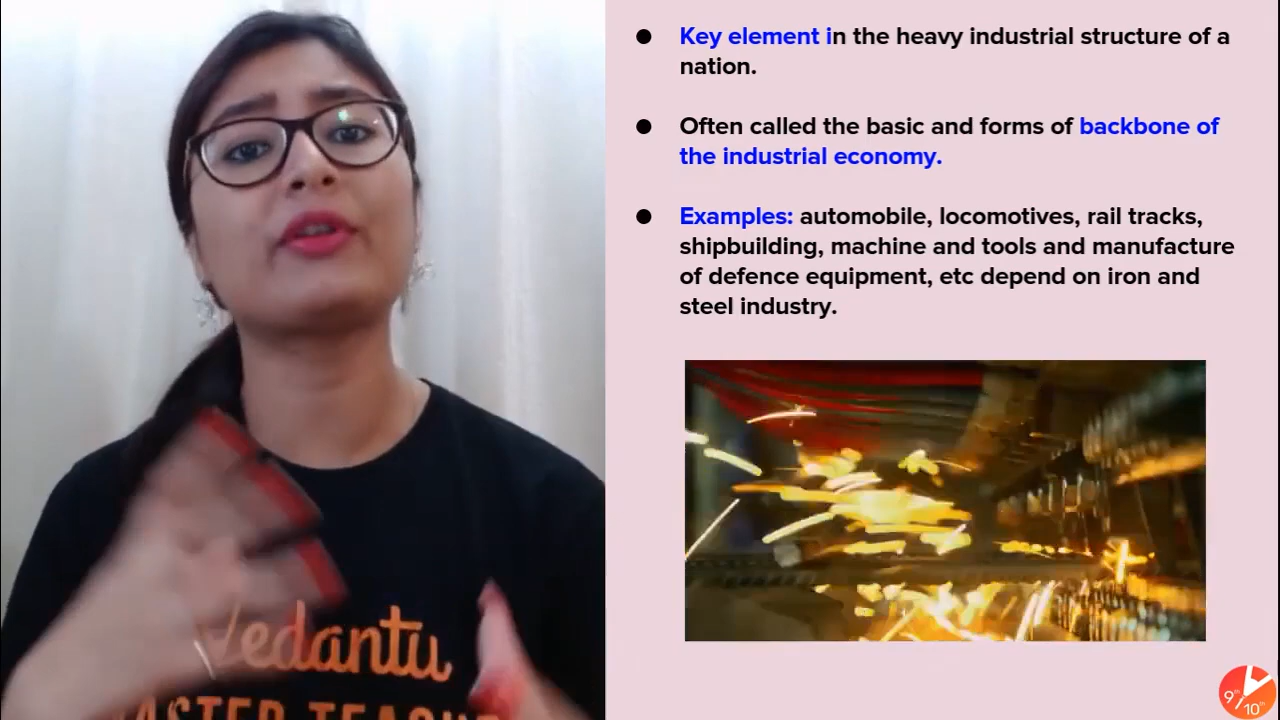 Key element in the heavy industrial structure of a
nation.
Often called the basic and forms of backbone of
the industrial economy.
Examples: automobile, locomotives, rail tracks,
shipbuilding, machine and tools and manufacture
of defence equipment, etc depend on iron and
steel industry.
Vedantu
9th
10th